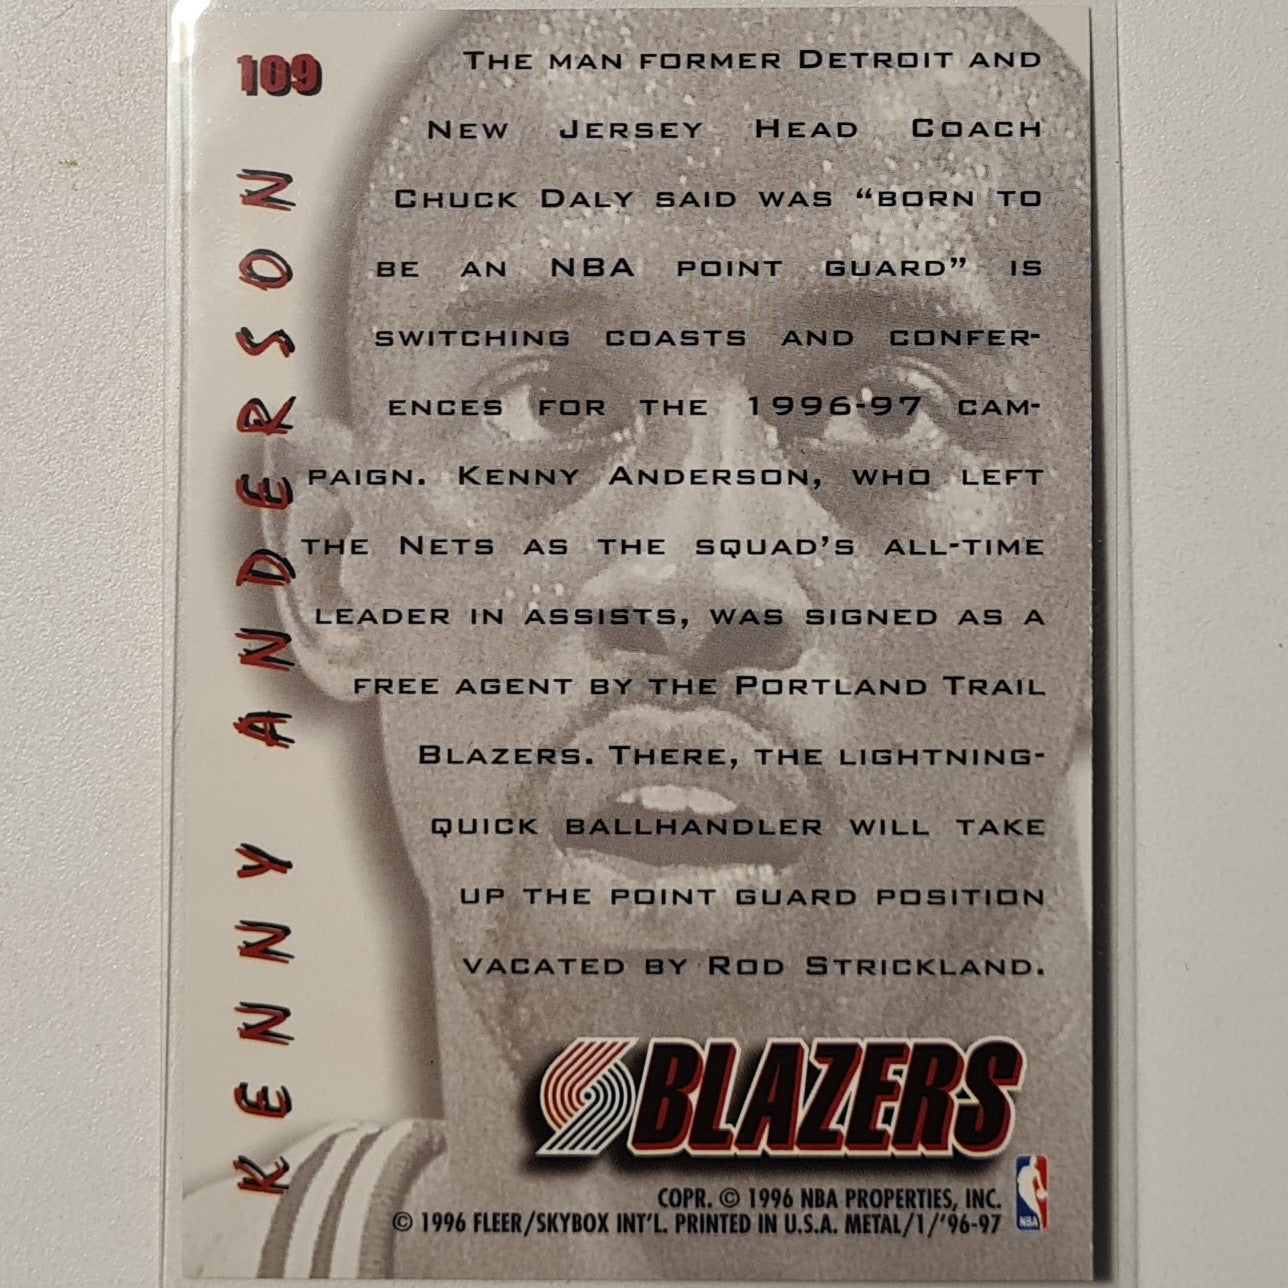 109
KENNY ANDERSON
THE MAN FORMER DETROIT AND
NEW JERSEY HEAD COACH
CHUCK DALY SAID WAS “BORN TO
BE AN NBA POINT GUARD” IS
SWITCHING COASTS AND CONFER-
ENCES FOR THE 1996-97 CAM-
PAIGN. KENNY ANDERSON, WHO LEFT
THE NETS AS THE SQUAD’S ALL-TIME
LEADER IN ASSISTS, WAS SIGNED AS A
FREE AGENT BY THE PORTLAND TRAIL
BLAZERS. THERE, THE LIGHTNING-
QUICK BALLHANDLER WILL TAKE
UP THE POINT GUARD POSITION
VACATED BY ROD STRICKLAND.
BLAZERS
COPR. © 1996 NBA PROPERTIES, INC.
© 1996 FLEER/SKYBOX INT’L. PRINTED IN U.S.A. METAL/1/’96-97
NBA